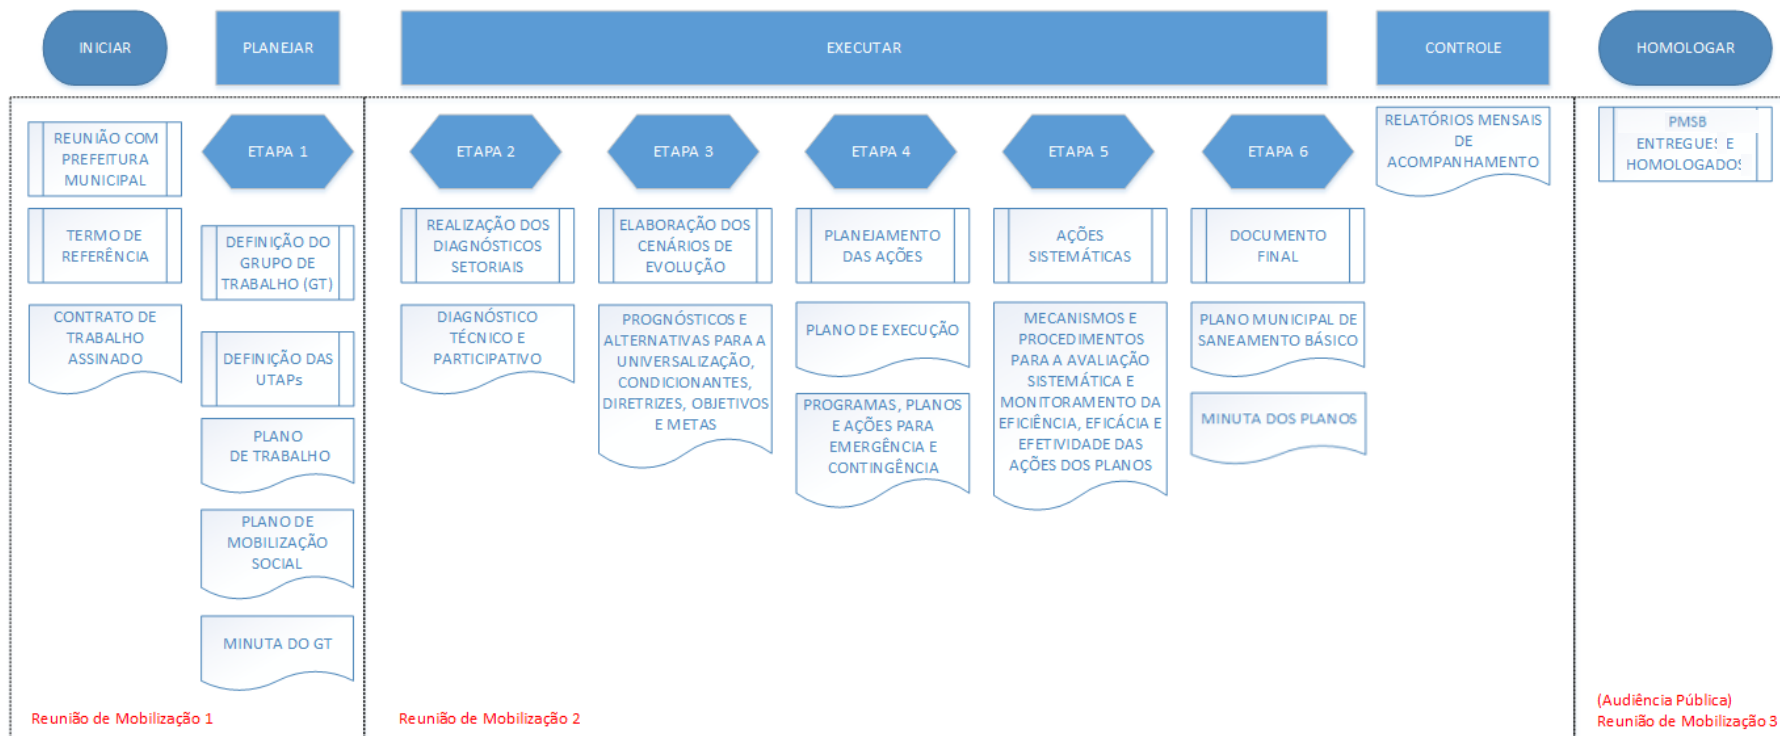 INICIAR
PLANEJAR
EXECUTAR
CONTROLE
HOMOLOGAR
REUNIÃO COM
PREFEITURA
MUNICIPAL
TERMO DE
REFERÊNCIA
CONTRATO DE
TRABALHO
ASSINADO
ETAPA 1
DEFINIÇÃO DO
GRUPO DE
TRABALHO (GT)
DEFINIÇÃO DAS
UTAPs
PLANO
DE TRABALHO
PLANO DE
MOBILIZAÇÃO
SOCIAL
MINUTA DO GT
Reunião de Mobilização 1
ETAPA 2
REALIZAÇÃO DOS
DIAGNÓSTICOS
SETORIAIS
DIAGNÓSTICO
TÉCNICO E
PARTICIPATIVO
ETAPA 3
ELABORAÇÃO DOS
CENÁRIOS DE
EVOLUÇÃO
PROGNÓSTICOS E
ALTERNATIVAS PARA A
UNIVERSALIZAÇÃO,
CONDICIONANTES,
DIRETRIZES, OBJETIVOS
E METAS
ETAPA 4
PLANEJAMENTO
DAS AÇÕES
PLANO DE EXECUÇÃO
PROGRAMAS, PLANOS
E AÇÕES PARA
EMERGÊNCIA E
CONTINGÊNCIA
ETAPA 5
AÇÕES
SISTEMÁTICAS
MECANISMOS E
PROCEDIMENTOS
PARA A AVALIAÇÃO
SISTEMÁTICA E
MONITORAMENTO DA
EFICIÊNCIA, EFICÁCIA E
EFETIVIDADE DAS
AÇÕES DOS PLANOS
ETAPA 6
DOCUMENTO
FINAL
PLANO MUNICIPAL DE
SANEAMENTO BÁSICO
MINUTA DOS PLANOS
RELATÓRIOS MENSAIS
DE
ACOMPANHAMENTO
Reunião de Mobilização 2
PMSB
ENTREGUES E
HOMOLOGADOS
(Audiência Pública)
Reunião de Mobilização 3